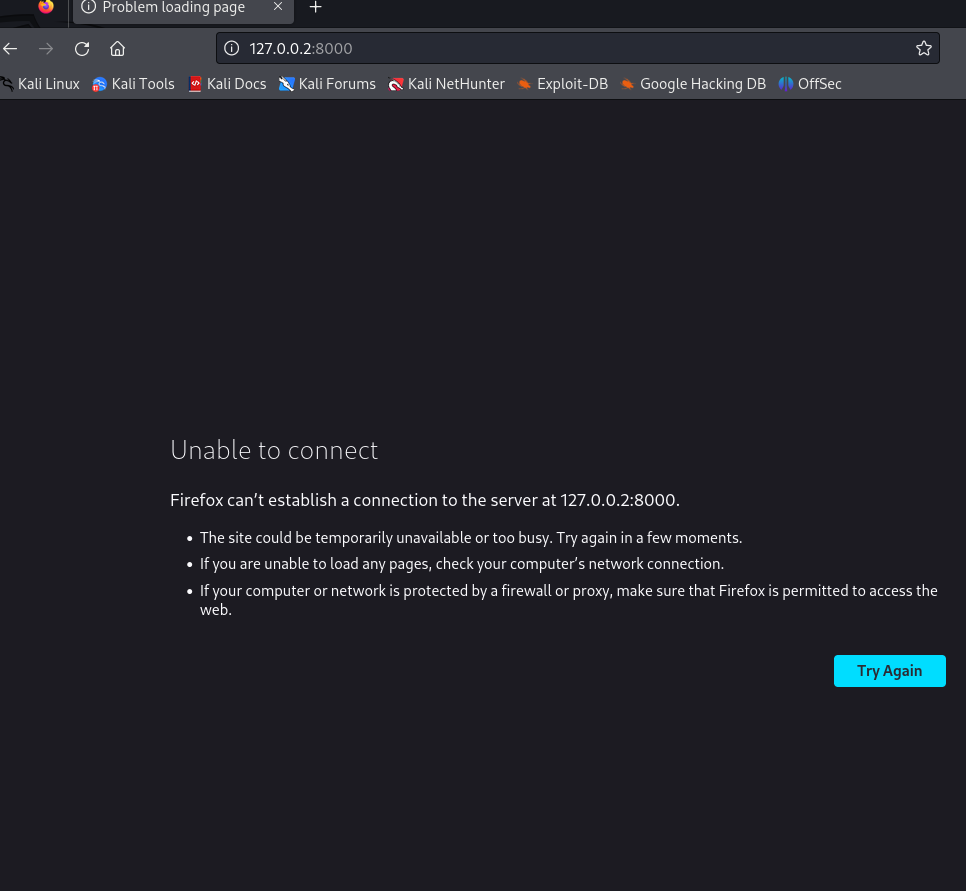 Problem loading page
127.0.0.2:8000
Kali Linux Kali Tools Kali Docs Kali Forums Kali NetHunter Exploit-DB Google Hacking DB OffSec
Unable to connect
Firefox can’t establish a connection to the server at 127.0.0.2:8000.
• The site could be temporarily unavailable or too busy. Try again in a few moments.
• If you are unable to load any pages, check your computer’s network connection.
• If your computer or network is protected by a firewall or proxy, make sure that Firefox is permitted to access the
web.
Try Again